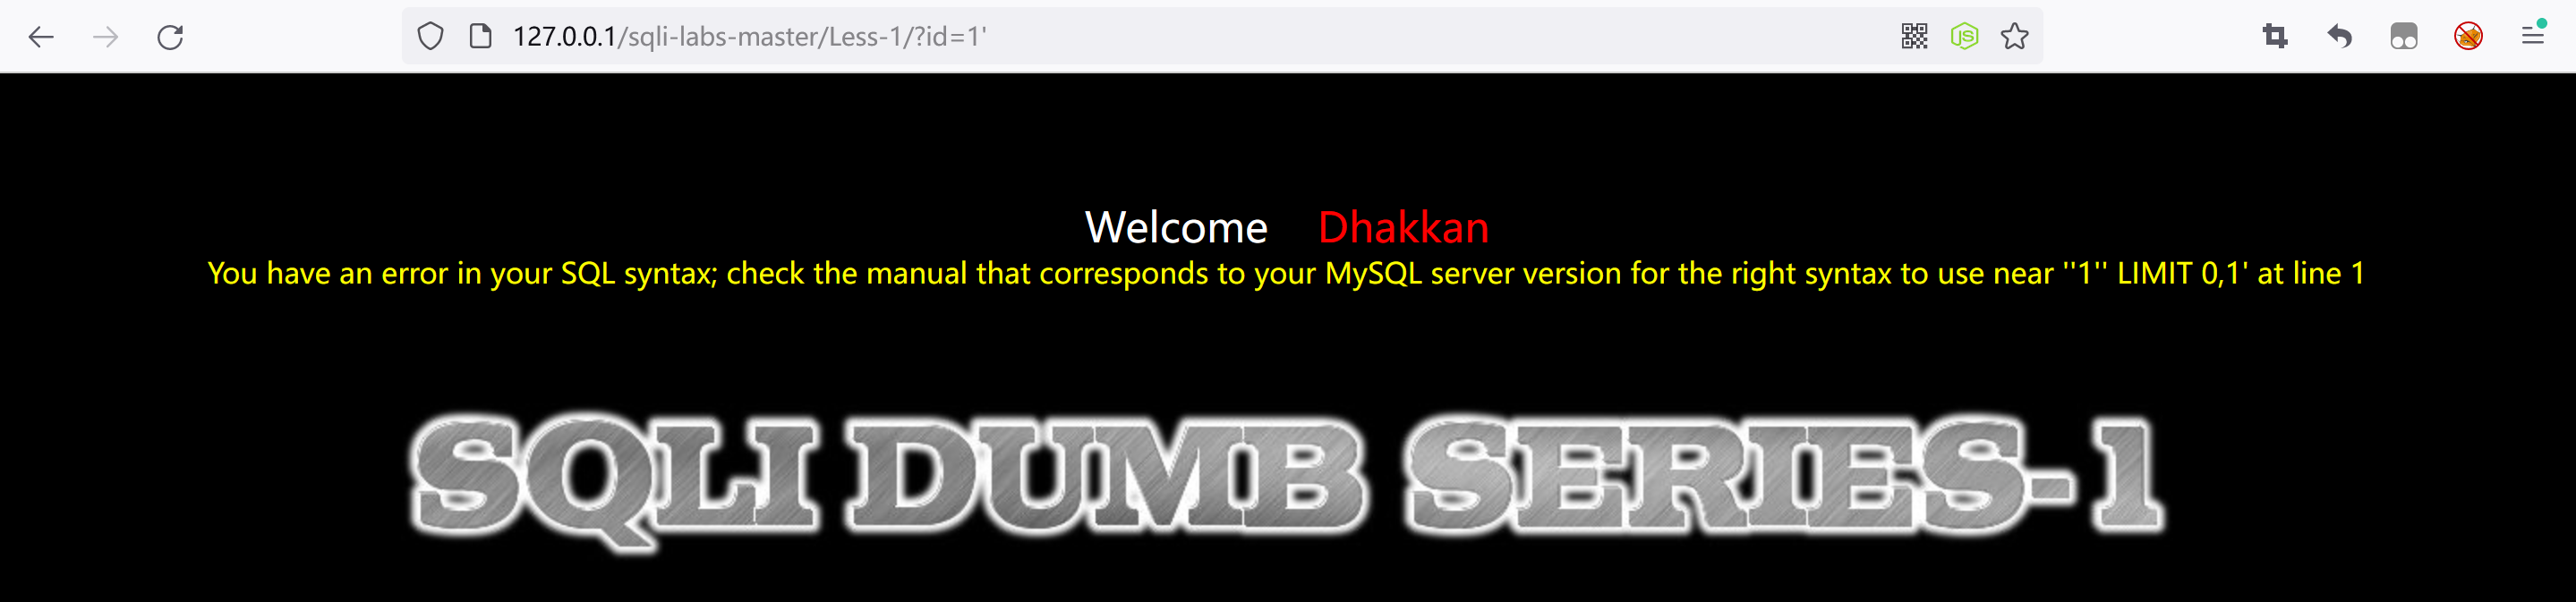 127.0.0.1/sqli-labs-master/Less-1/?id=1'
Welcome Dhakkan
You have an error in your SQL syntax; check the manual that corresponds to your MySQL server version for the right syntax to use near ''1'' LIMIT 0,1' at line 1
SQLI DUMB SERIES-1